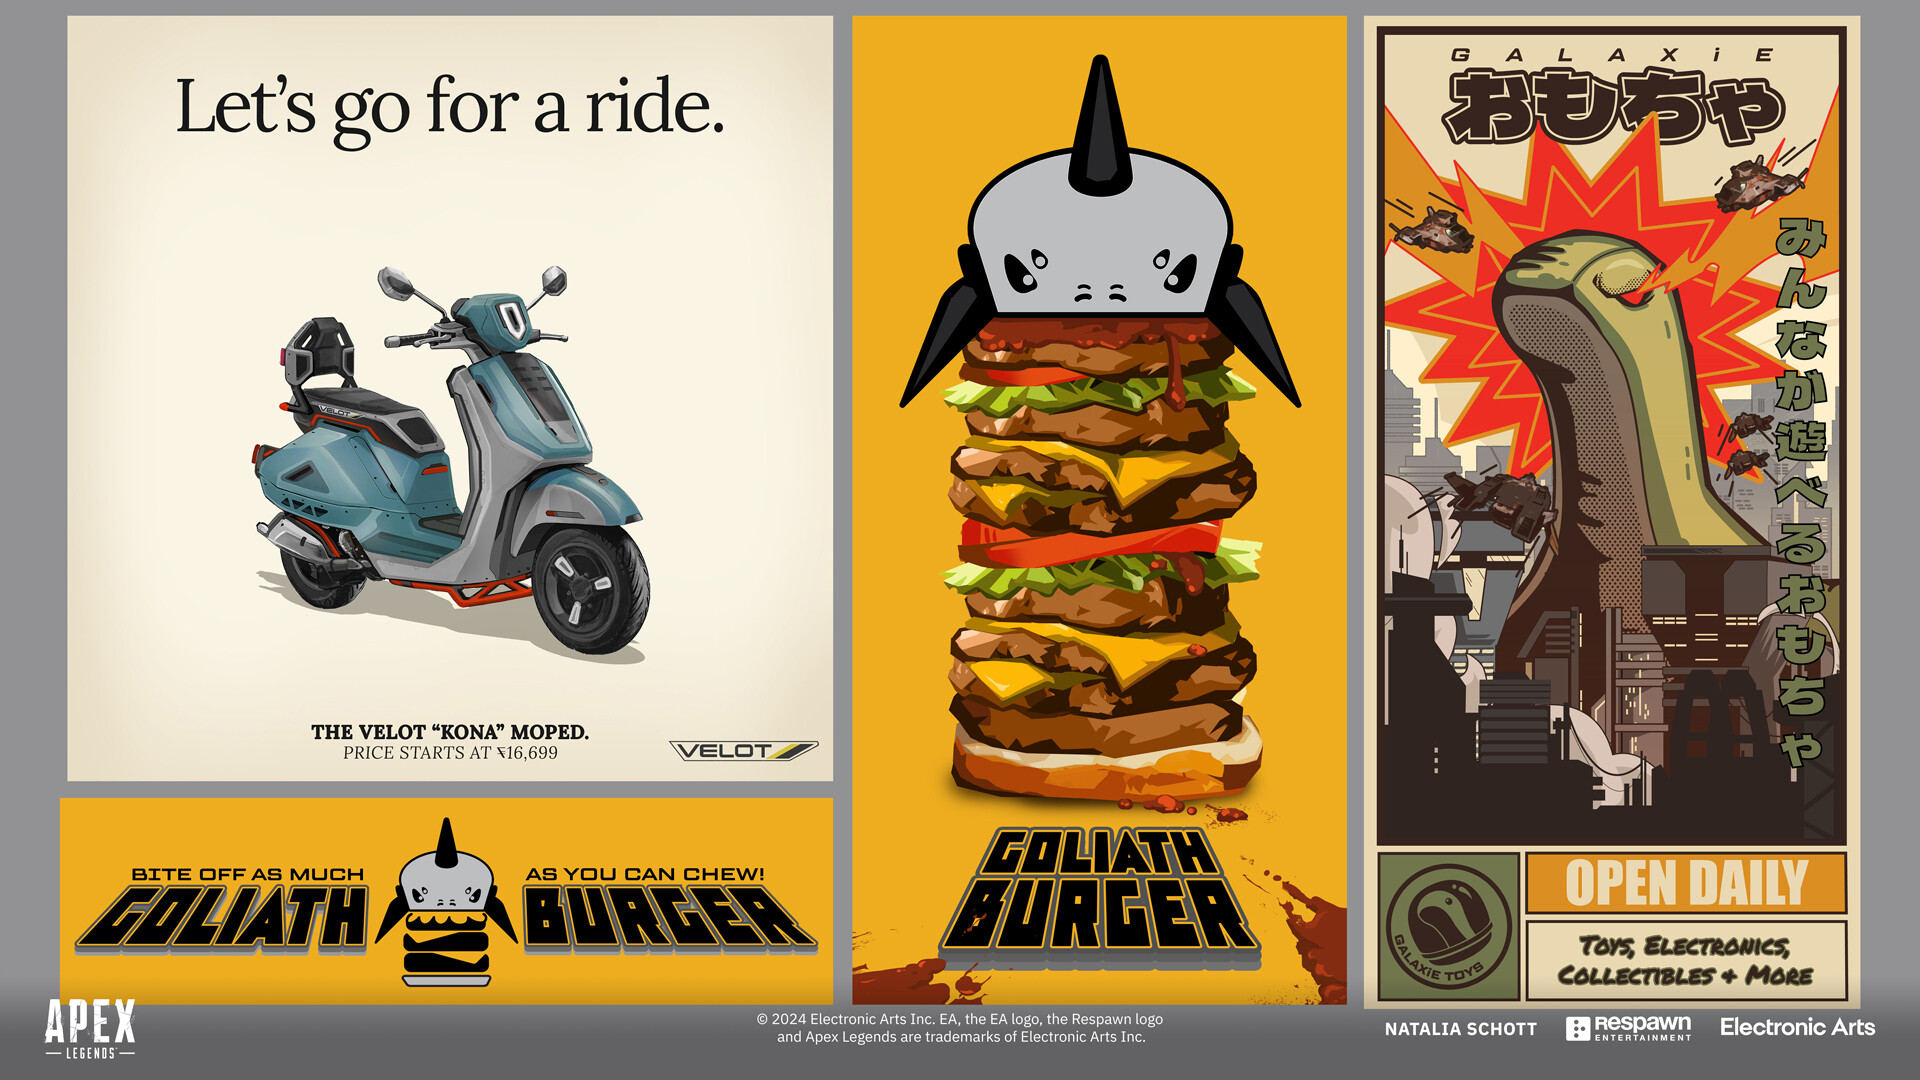 Let's go for a ride.
VELOT
THE VELOT “KONA” MOPED.
PRICE STARTS AT ৲16,699
VELOT
BITE OFF AS MUCH
AS YOU CAN CHEW!
GOLIATH
BURGER
GOLIATH
BURGER
GALAXiE
おもちゃ
みんなが遊べるおもちゃ
GALAXiE TOYS
OPEN DAILY
TOYS, ELECTRONICS,
COLLECTIBLES & MORE
APEX
LEGENDS
© 2024 Electronic Arts Inc. EA, the EA logo, the Respawn logo
and Apex Legends are trademarks of Electronic Arts Inc.
NATALIA SCHOTT
Respawn
ENTERTAINMENT
Electronic Arts